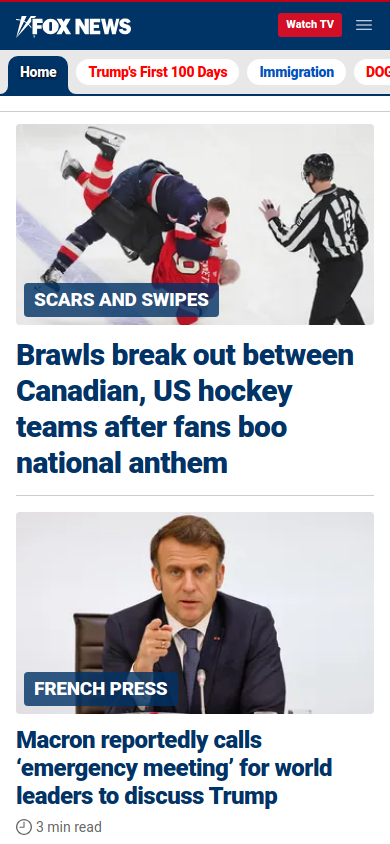 FOX NEWS
Watch TV
Home
Trump's First 100 Days
Immigration
DOG
79
9
SCARS AND SWIPES
Brawls break out between
Canadian, US hockey
teams after fans boo
national anthem
FRENCH PRESS
Macron reportedly calls
‘emergency meeting’ for world
leaders to discuss Trump
3 min read